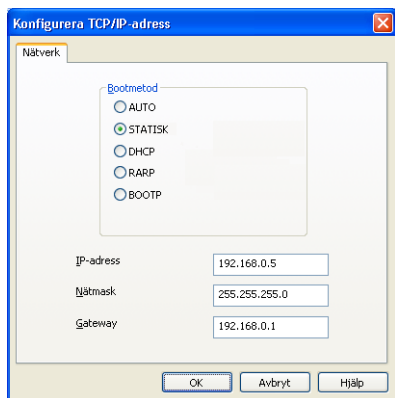 Konfigurera TCP/IP-adress
Nätverk
Bootmetod
AUTO
STATISK
DHCP
RARP
BOOTP
IP-adress 192.168.0.5
Nätmask 255.255.255.0
Gateway 192.168.0.1
OK Avbryt Hjälp